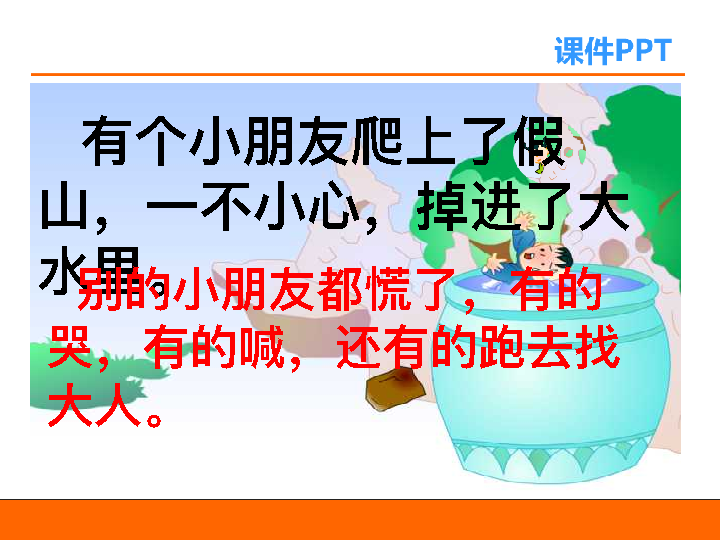 课件PPT
有个小朋友爬上了假
山，一不小心，掉进了大
水里。
别的小朋友都慌了，有的
哭，有的喊，还有的跑去找
大人。